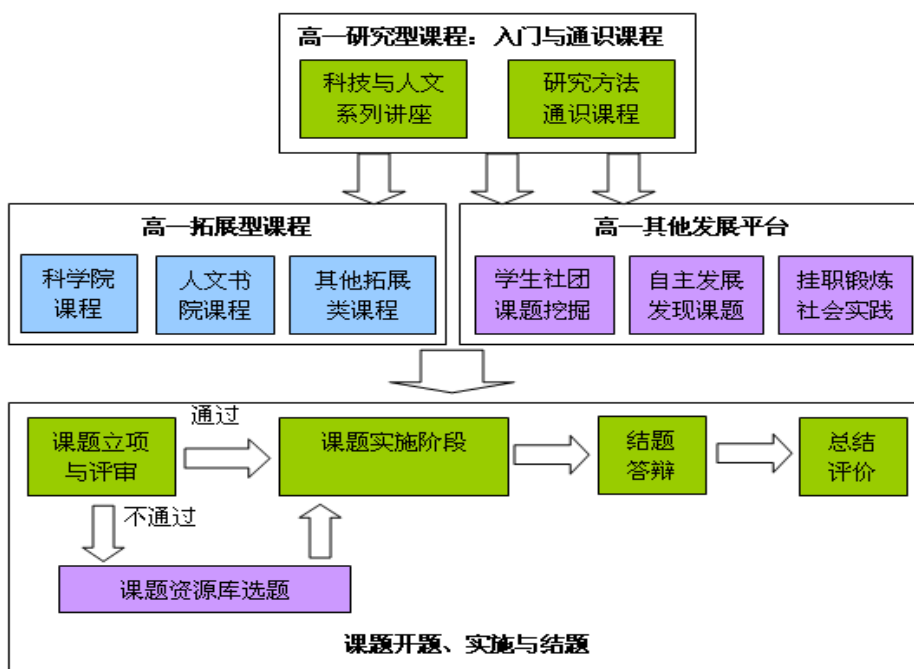 高一研究型课程：入门与通识课程
科技与人文
系列讲座
研究方法
通识课程
高一拓展型课程
科学院
课程
人文书
院课程
其他拓展
类课程
高一其他发展平台
学生社团
课题挖掘
自主发展
发现课题
挂职锻炼
社会实践
课题立项
与评审
通过
课题实施阶段
结题
答辩
总结
评价
不通过
课题资源库选题
课题开题、实施与结题